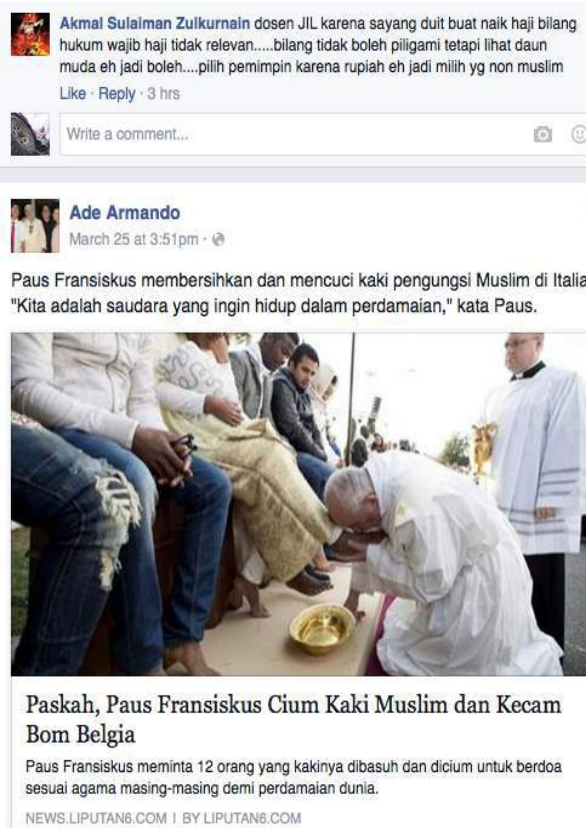 Akmal Sulaiman Zulkurnain dosen JIL karena sayang duit buat naik haji bilang
hukum wajib haji tidak relevan.....bilang tidak boleh piligami tetapi lihat daun
muda eh jadi boleh....pilih pemimpin karena rupiah eh jadi milih yg non muslim
Like · Reply · 3 hrs
Write a comment...
Ade Armando
March 25 at 3:51pm ·
Paus Fransiskus membersihkan dan mencuci kaki pengungsi Muslim di Italia
"Kita adalah saudara yang ingin hidup dalam perdamaian," kata Paus.
Paskah, Paus Fransiskus Cium Kaki Muslim dan Kecam
Bom Belgia
Paus Fransiskus meminta 12 orang yang kakinya dibasuh dan dicium untuk berdoa
sesuai agama masing-masing demi perdamaian dunia.
NEWS.LIPUTAN6.COM | BY LIPUTAN6.COM